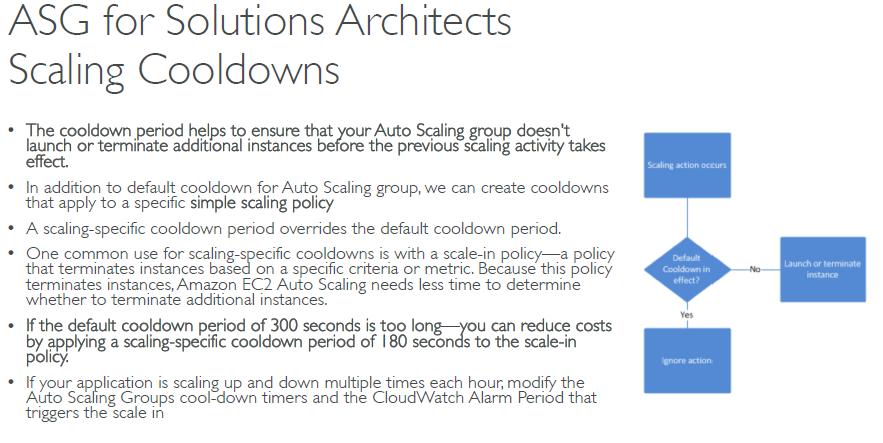 ASG for Solutions Architects
Scaling Cooldowns
• The cooldown period helps to ensure that your Auto Scaling group doesn't
launch or terminate additional instances before the previous scaling activity takes
effect.
• In addition to default cooldown for Auto Scaling group, we can create cooldowns
that apply to a specific simple scaling policy
• A scaling-specific cooldown period overrides the default cooldown period.
• One common use for scaling-specific cooldowns is with a scale-in policy—a policy
that terminates instances based on a specific criteria or metric. Because this policy
terminates instances, Amazon EC2 Auto Scaling needs less time to determine
whether to terminate additional instances.
• If the default cooldown period of 300 seconds is too long—you can reduce costs
by applying a scaling-specific cooldown period of 180 seconds to the scale-in
policy.
• If your application is scaling up and down multiple times each hour, modify the
Auto Scaling Groups cool-down timers and the CloudWatch Alarm Period that
triggers the scale in
Scaling action occurs
Default
Cooldown in
effect?
No
Launch or terminate
instance
Yes
Ignore action